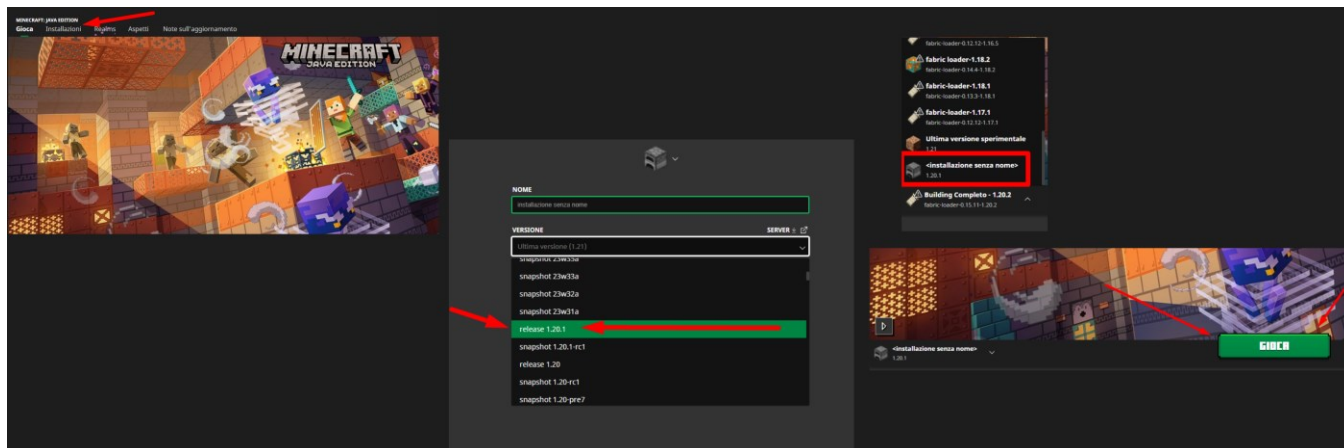 MINECRAFT: JAVA EDITION
Gioca Installazioni Realms Aspetti Note sull'aggiornamento
MINECRAFT
JAVA EDITION
NOME
installazione senza nome
VERSIONE SERVER
Ultima versione (1.21)
snapshot 23w35a
snapshot 23w33a
snapshot 23w32a
snapshot 23w31a
release 1.20.1
snapshot 1.20.1-rc1
release 1.20
snapshot 1.20-rc1
snapshot 1.20-pre7
fabric-loader-0.12.12-1.16.5
fabric loader-1.18.2
fabric-loader-0.14.4-1.18.2
fabric-loader-1.18.1
fabric-loader-0.13.3-1.18.1
fabric-loader-1.17.1
fabric-loader-0.12.12-1.17.1
Ultima versione sperimentale
1.21
<installazione senza nome>
1.20.1
Building Completo - 1.20.2
fabric-loader-0.15.11-1.20.2
<installazione senza nome>
1.20.1
GIOCA